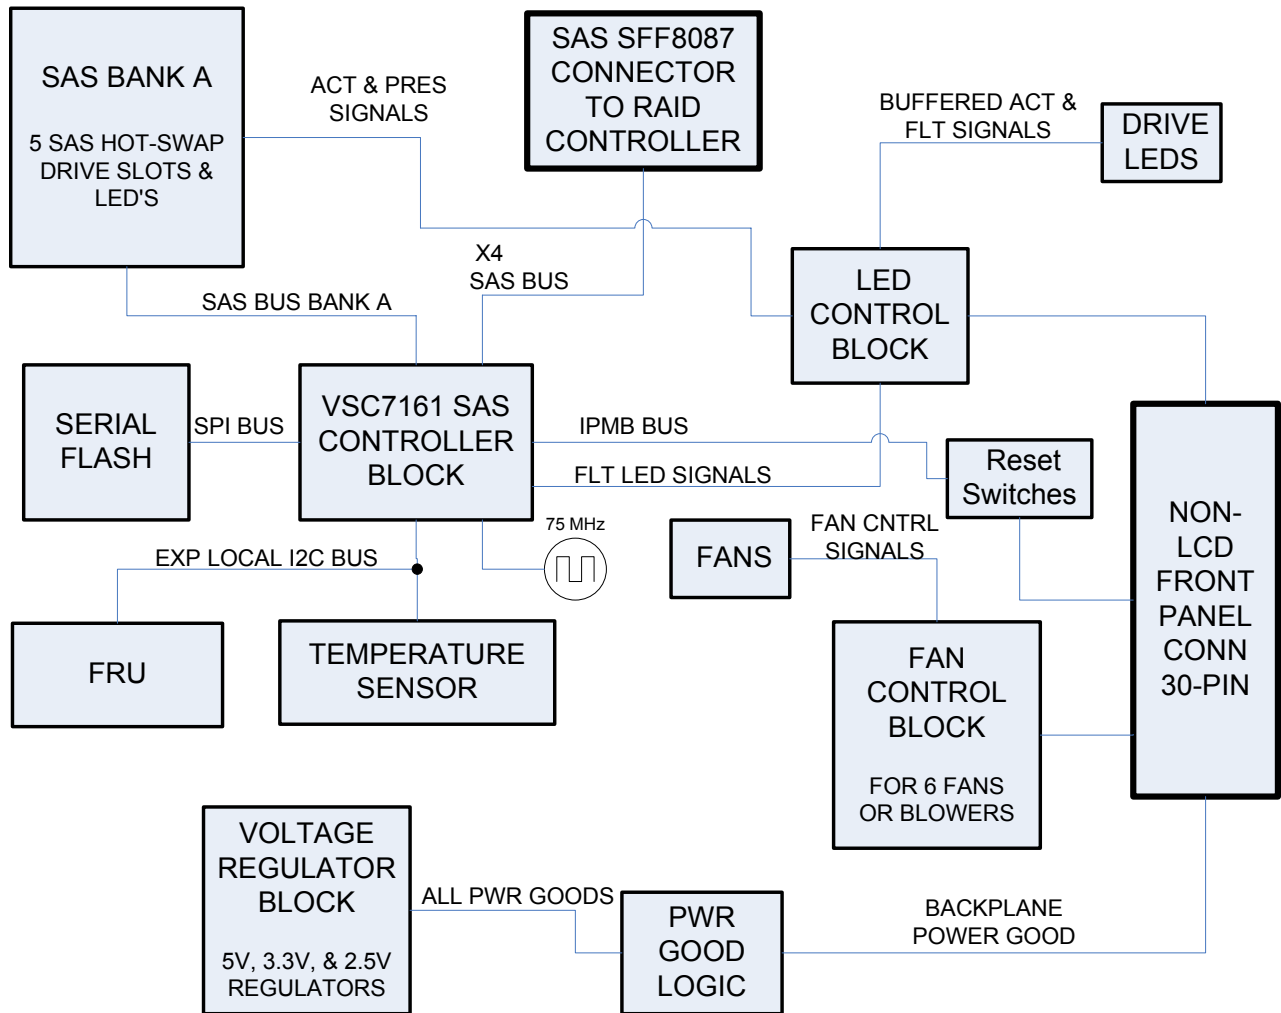 SAS BANK A
5 SAS HOT-SWAP
DRIVE SLOTS &
LED'S
ACT & PRES
SIGNALS
SAS SFF8087
CONNECTOR
TO RAID
CONTROLLER
BUFFERED ACT &
FLT SIGNALS
DRIVE
LEDS
X4
SAS BUS
SAS BUS BANK A
LED
CONTROL
BLOCK
SERIAL
FLASH
SPI BUS
VSC7161 SAS
CONTROLLER
BLOCK
IPMB BUS
FLT LED SIGNALS
Reset
Switches
75 MHz
EXP LOCAL I2C BUS
FANS
FAN CNTRL
SIGNALS
NON-
LCD
FRONT
PANEL
CONN
30-PIN
FRU
TEMPERATURE
SENSOR
FAN
CONTROL
BLOCK
FOR 6 FANS
OR BLOWERS
VOLTAGE
REGULATOR
BLOCK
5V, 3.3V, & 2.5V
REGULATORS
ALL PWR GOODS
PWR
GOOD
LOGIC
BACKPLANE
POWER GOOD